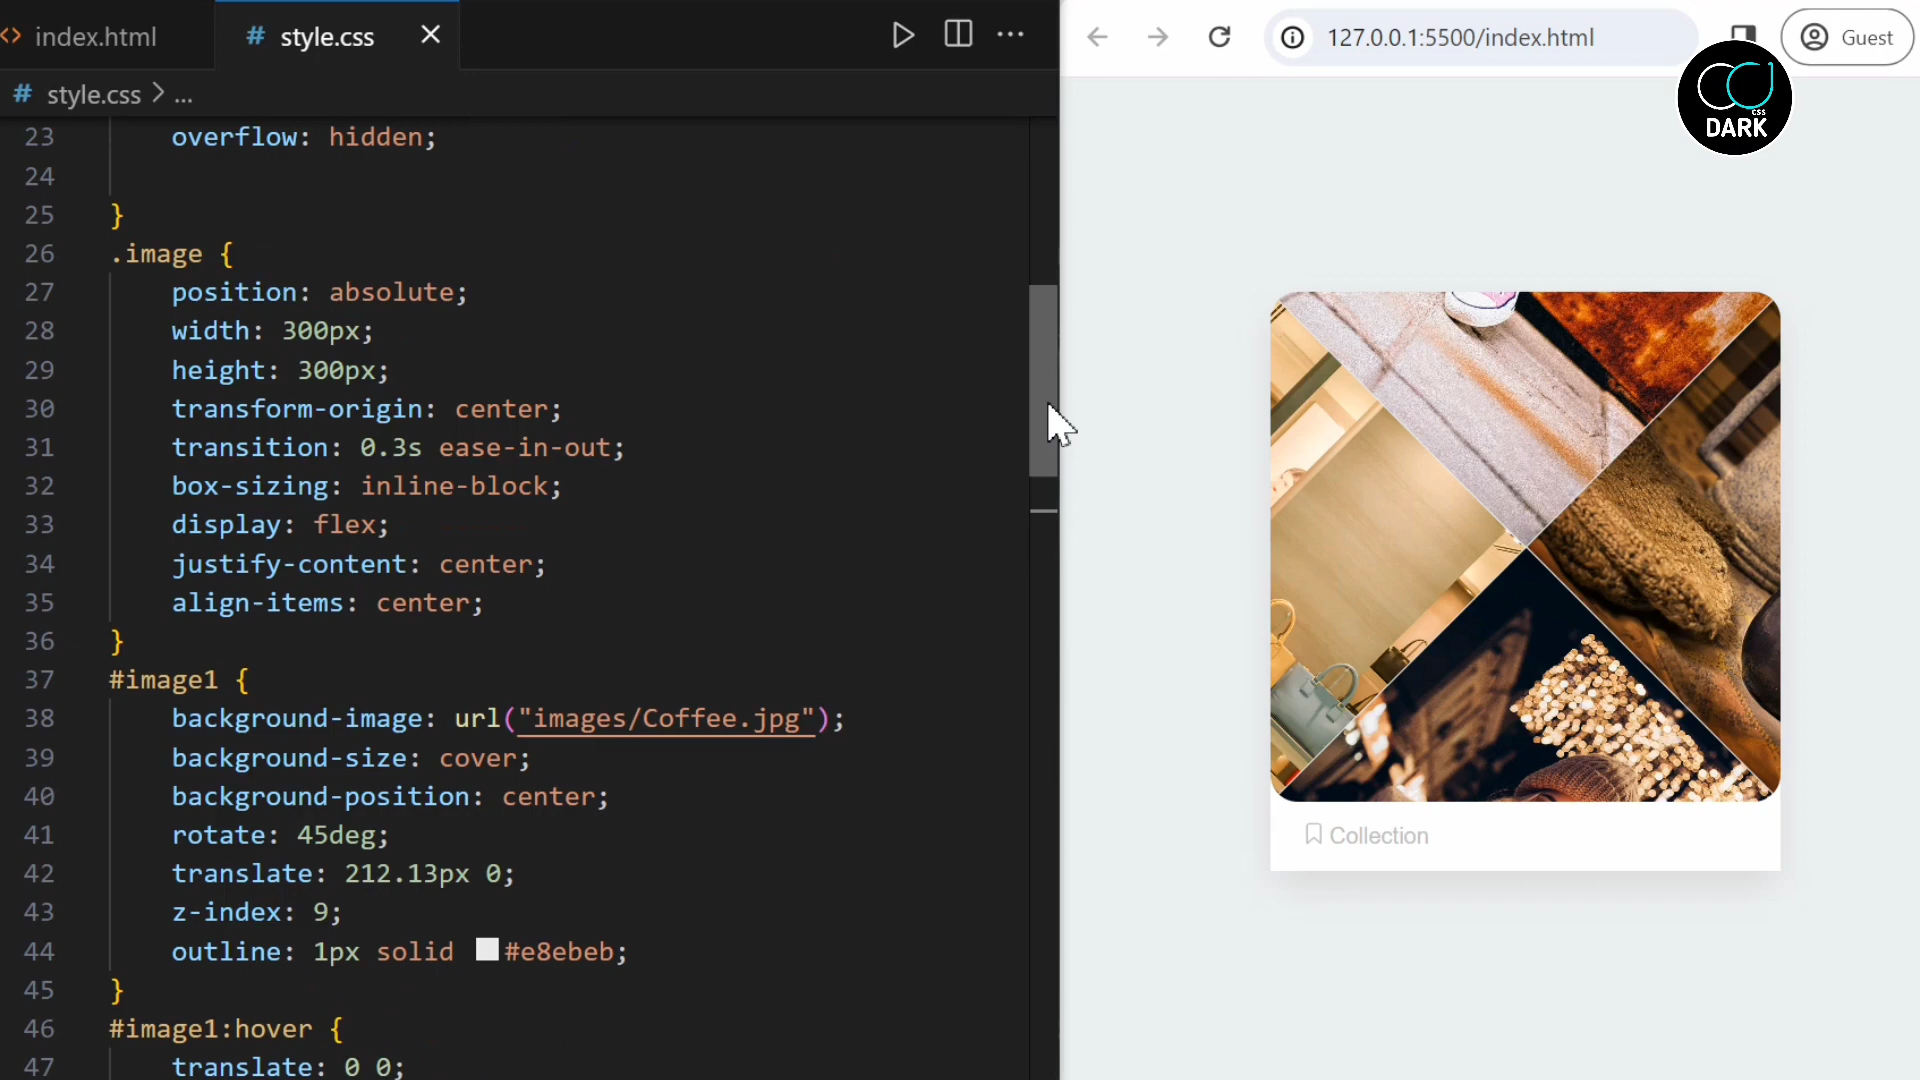 index.html
# style.css
# style.css > ...
23 overflow: hidden;
24
25 }
26 .image {
27 position: absolute;
28 width: 300px;
29 height: 300px;
30 transform-origin: center;
31 transition: 0.3s ease-in-out;
32 box-sizing: inline-block;
33 display: flex;
34 justify-content: center;
35 align-items: center;
36 }
37 #image1 {
38 background-image: url("images/Coffee.jpg");
39 background-size: cover;
40 background-position: center;
41 rotate: 45deg;
42 translate: 212.13px 0;
43 z-index: 9;
44 outline: 1px solid #e8ebeb;
45 }
46 #image1:hover {
47 translate: 0 0;
127.0.0.1:5500/index.html
Guest
CSS
DARK
Collection